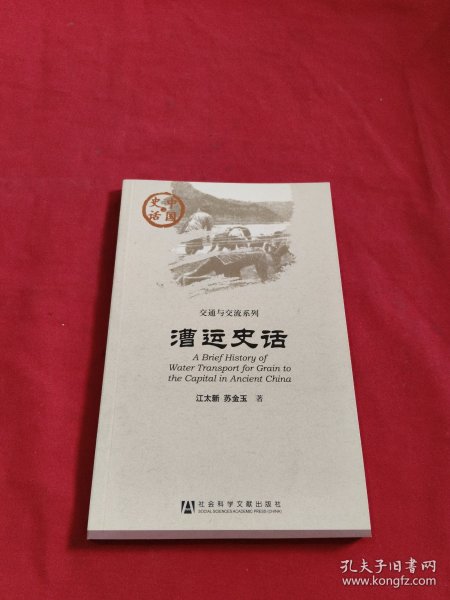 中国史话
交通与交流系列
漕运史话
A Brief History of
Water Transport for Grain to
the Capital in Ancient China
江太新 苏金玉 著
社会科学文献出版社
SOCIAL SCIENCES ACADEMIC PRESS (CHINA)
孔夫子旧书网
www.kongfz.com